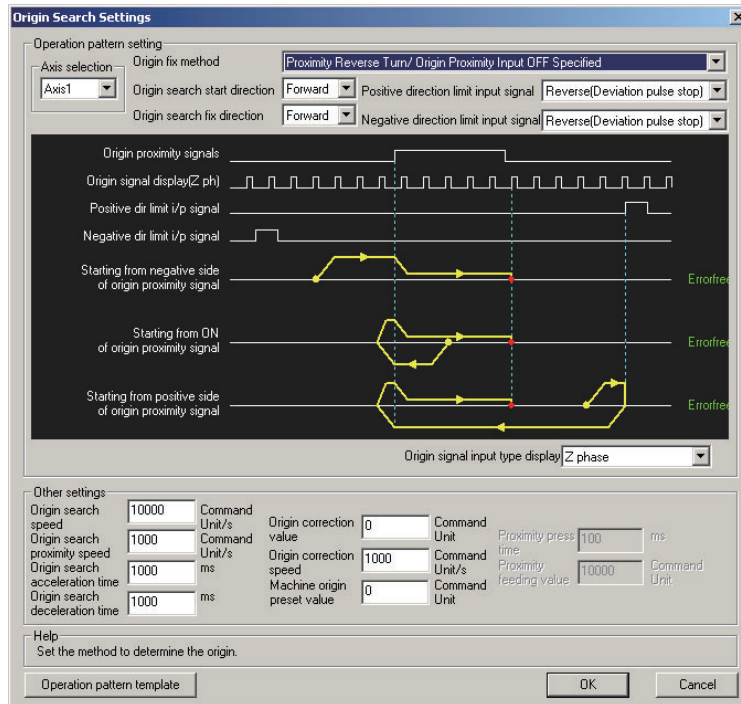 Origin Search Settings
Operation pattern setting
Axis selection
Axis1
Origin fix method
Proximity Reverse Turn/ Origin Proximity Input OFF Specified
Origin search start direction
Forward
Positive direction limit input signal
Reverse(Deviation pulse stop)
Origin search fix direction
Forward
Negative direction limit input signal
Reverse(Deviation pulse stop)
Origin proximity signals
Origin signal display(Z ph)
Positive dir limit i/p signal
Negative dir limit i/p signal
Starting from negative side
of origin proximity signal
Errorfree
Starting from ON
of origin proximity signal
Errorfree
Starting from positive side
of origin proximity signal
Errorfree
Origin signal input type display
Z phase
Other settings
Origin search
speed
10000
Command
Unit/s
Origin search
proximity speed
1000
Command
Unit/s
Origin search
acceleration time
1000
ms
Origin search
deceleration time
1000
ms
Origin correction
value
0
Command
Unit
Origin correction
speed
1000
Command
Unit/s
Machine origin
preset value
0
Command
Unit
Proximity press
time
100
ms
Proximity
feeding value
10000
Command
Unit
Help
Set the method to determine the origin.
Operation pattern template
OK
Cancel